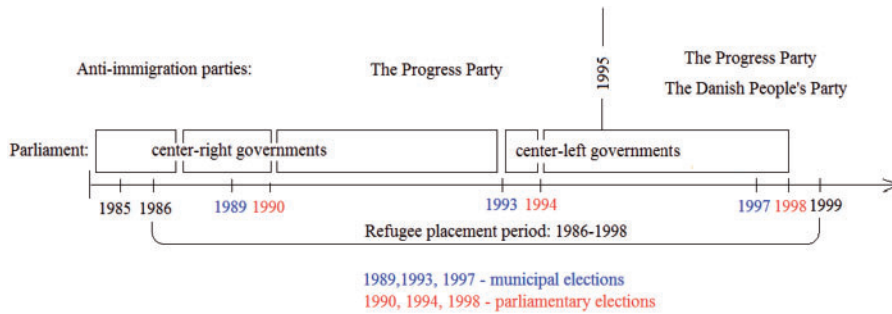 Anti-immigration parties:
The Progress Party
1995
The Progress Party
The Danish People's Party
Parliament:
center-right governments
center-left governments
1985 1986 1989 1990 1993 1994 1997 1998 1999
Refugee placement period: 1986-1998
1989,1993, 1997 - municipal elections
1990, 1994, 1998 - parliamentary elections